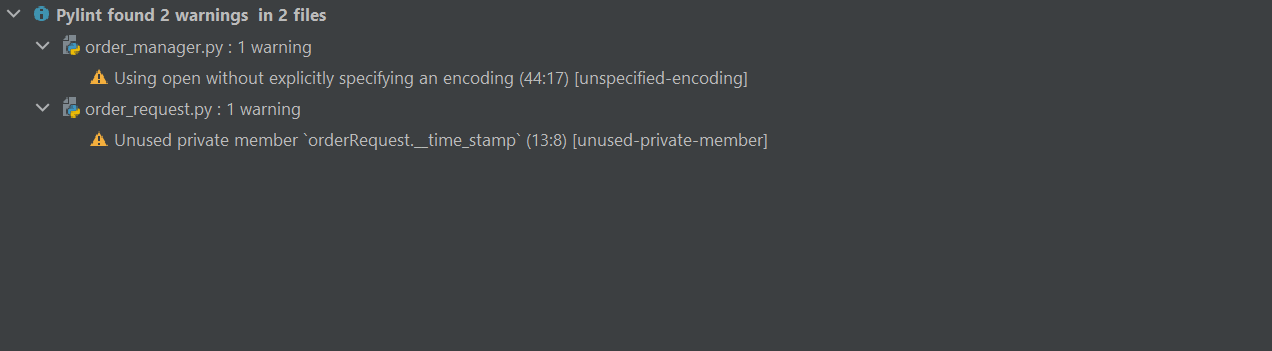 Pylint found 2 warnings in 2 files
order_manager.py : 1 warning
Using open without explicitly specifying an encoding (44:17) [unspecified-encoding]
order_request.py : 1 warning
Unused private member `orderRequest.__time_stamp` (13:8) [unused-private-member]